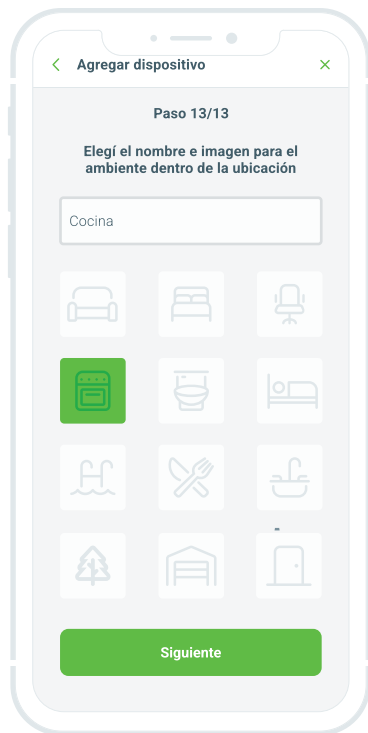 Agregar dispositivo
Paso 13/13
Elegí el nombre e imagen para el
ambiente dentro de la ubicación
Cocina
Siguiente